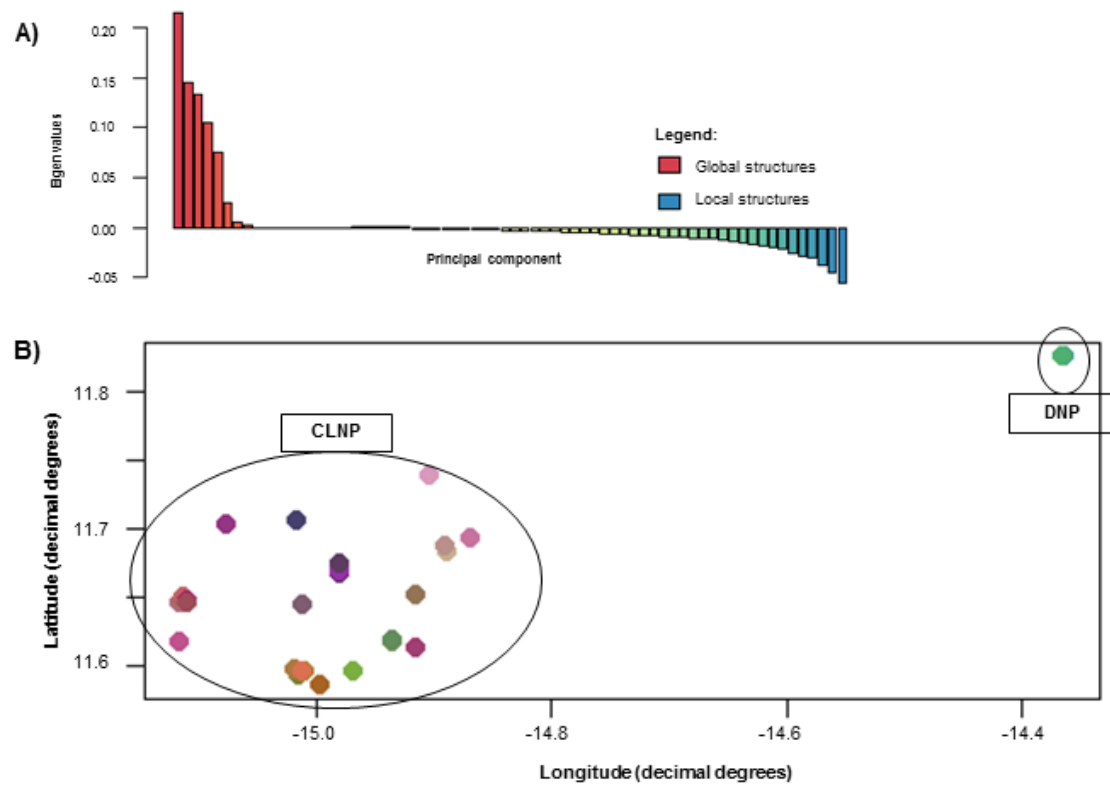 A)
0.20
0.15
0.10
0.05
0.00
-0.05
Eigenvalues
Legend:
Global structures
Local structures
Principal component
B)
11.8
11.7
11.6
Latitude (decimal degrees)
CLNP
DNP
-15.0
-14.8
-14.6
-14.4
Longitude (decimal degrees)